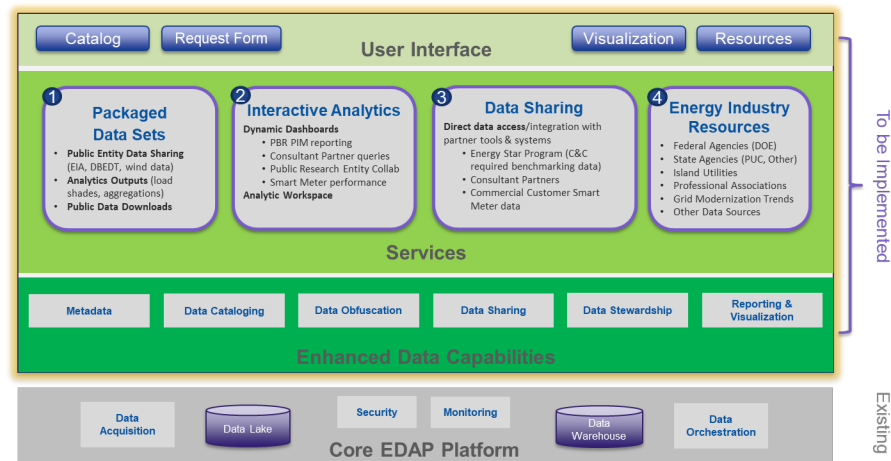 Catalog
Request Form
User Interface
Visualization
Resources
1
Packaged
Data Sets
• Public Entity Data Sharing
(EIA, DBEDT, wind data)
• Analytics Outputs (load
shades, aggregations)
• Public Data Downloads
2
Interactive Analytics
Dynamic Dashboards
• PBR PIM reporting
• Consultant Partner queries
• Public Research Entity Collab
• Smart Meter performance
Analytic Workspace
3
Data Sharing
Direct data access/integration with
partner tools & systems
• Energy Star Program (C&C
required benchmarking data)
• Consultant Partners
• Commercial Customer Smart
Meter data
4
Energy Industry
Resources
• Federal Agencies (DOE)
• State Agencies (PUC, Other)
• Island Utilities
• Professional Associations
• Grid Modernization Trends
• Other Data Sources
Services
To be Implemented
Metadata
Data Cataloging
Data Obfuscation
Data Sharing
Data Stewardship
Reporting &
Visualization
Enhanced Data Capabilities
Data
Acquisition
Data Lake
Security
Monitoring
Data
Warehouse
Data
Orchestration
Core EDAP Platform
Existing